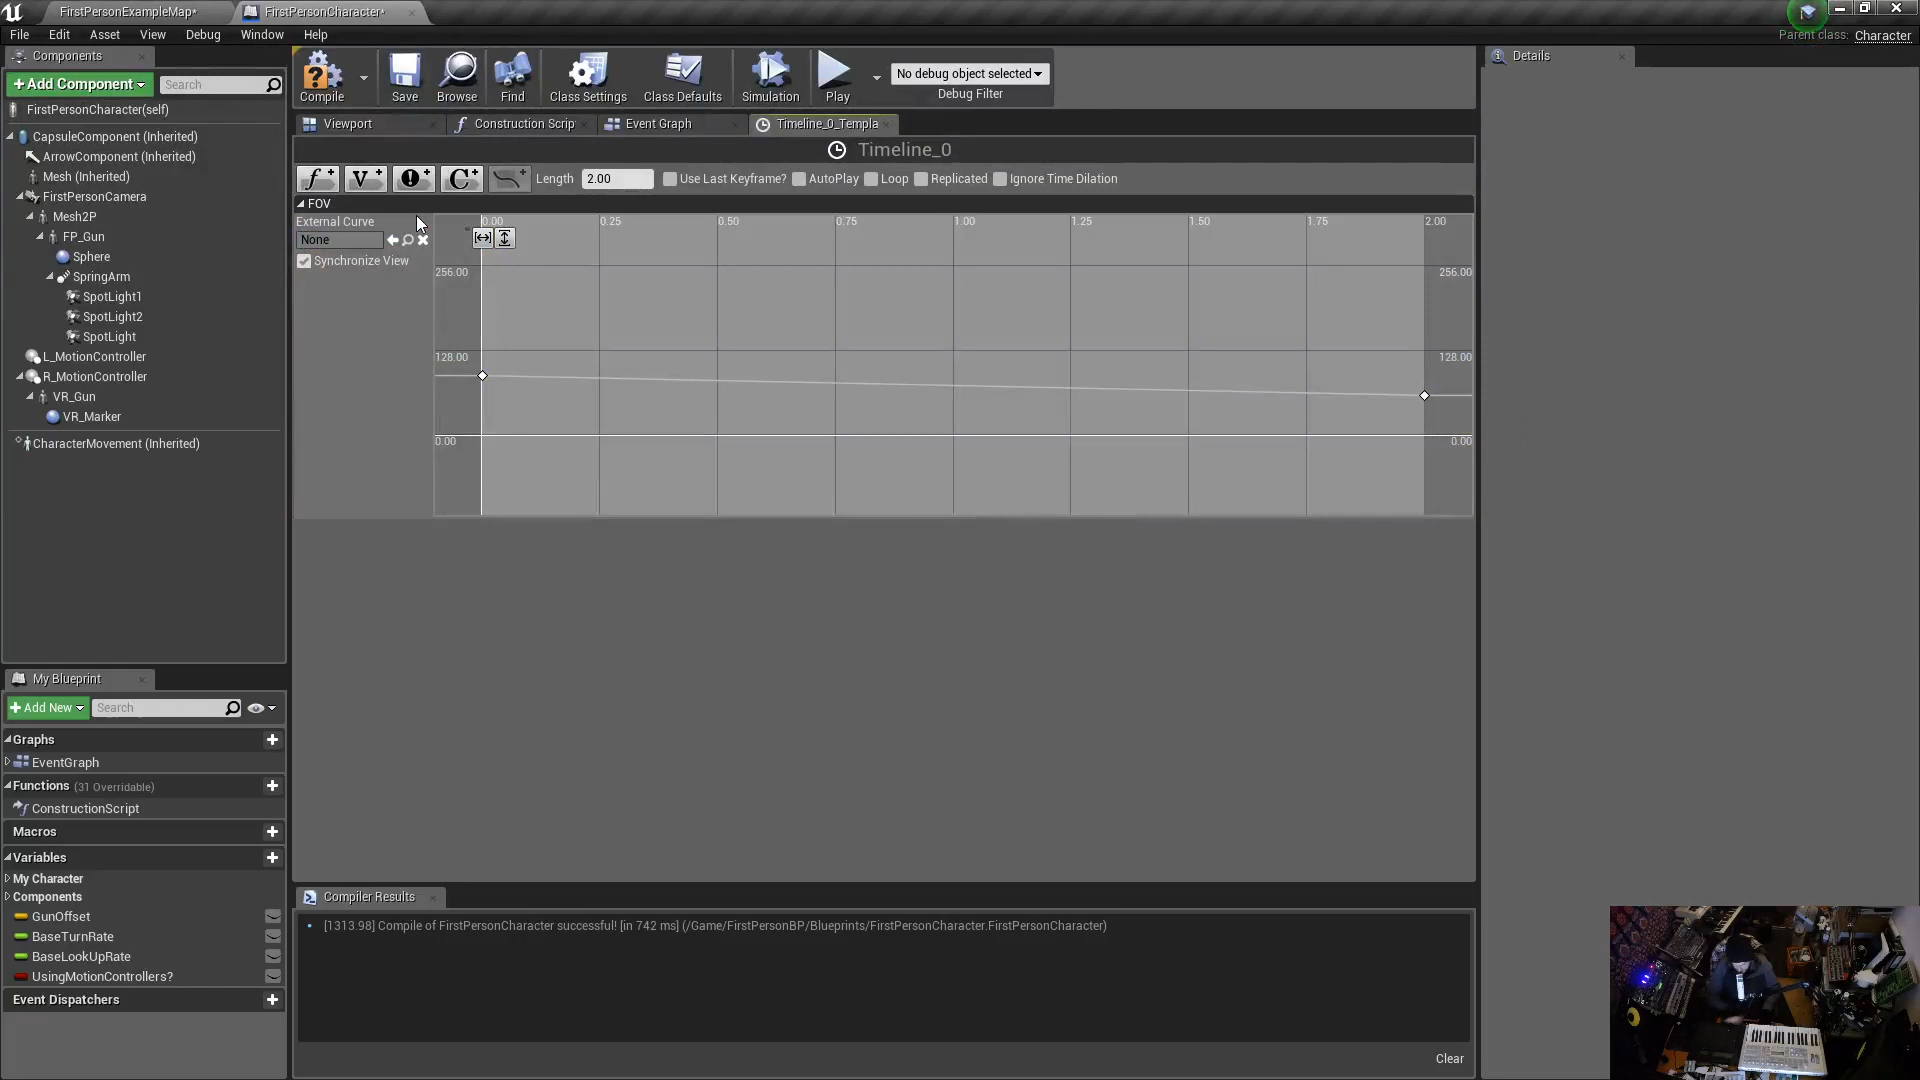 FirstPersonExampleMap*
FirstPersonCharacter*
File Edit Asset View Debug Window Help
Parent class: Character
Components
+ Add Component
Search
FirstPersonCharacter(self)
CapsuleComponent (Inherited)
ArrowComponent (Inherited)
Mesh (Inherited)
FirstPersonCamera
Mesh2P
FP_Gun
Sphere
SpringArm
SpotLight1
SpotLight2
SpotLight
L_MotionController
R_MotionController
VR_Gun
VR_Marker
CharacterMovement (Inherited)
Compile Save Browse Find Class Settings Class Defaults Simulation Play
No debug object selected
Debug Filter
Viewport Construction Scrip Event Graph Timeline_0_Templa
Timeline_0
f+ V+ !+ C+ Length 2.00 Use Last Keyframe? AutoPlay Loop Replicated Ignore Time Dilation
FOV
External Curve
None
Synchronize View
0.00 0.25 0.50 0.75 1.00 1.25 1.50 1.75 2.00
256.00 256.00
128.00 128.00
0.00 0.00
Details
My Blueprint
+ Add New
Search
Graphs
EventGraph
Functions (31 Overridable)
ConstructionScript
Macros
Variables
My Character
Components
GunOffset
BaseTurnRate
BaseLookUpRate
UsingMotionControllers?
Event Dispatchers
Compiler Results
[1313.98] Compile of FirstPersonCharacter successful! [in 742 ms] (/Game/FirstPersonBP/Blueprints/FirstPersonCharacter.FirstPersonCharacter)
Clear